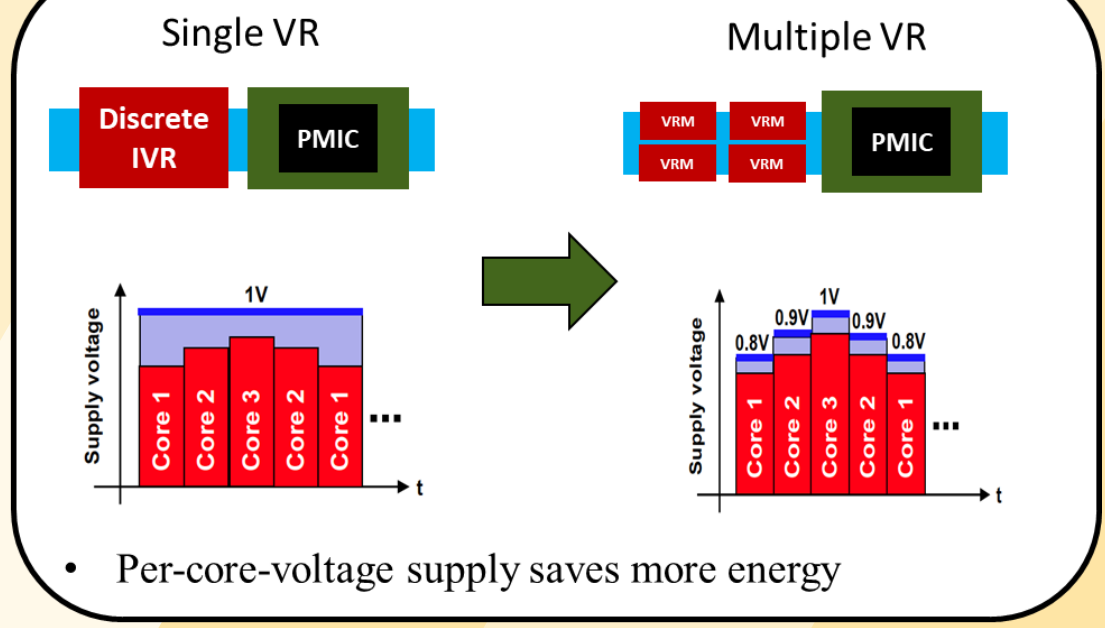 Single VR
Multiple VR
Discrete
IVR
PMIC
VRM
VRM
VRM
VRM
PMIC
Supply voltage
1V
Core 1
Core 2
Core 3
Core 2
Core 1
...
t
Supply voltage
0.8V
0.9V
1V
0.9V
0.8V
Core 1
Core 2
Core 3
Core 2
Core 1
...
t
• Per-core-voltage supply saves more energy